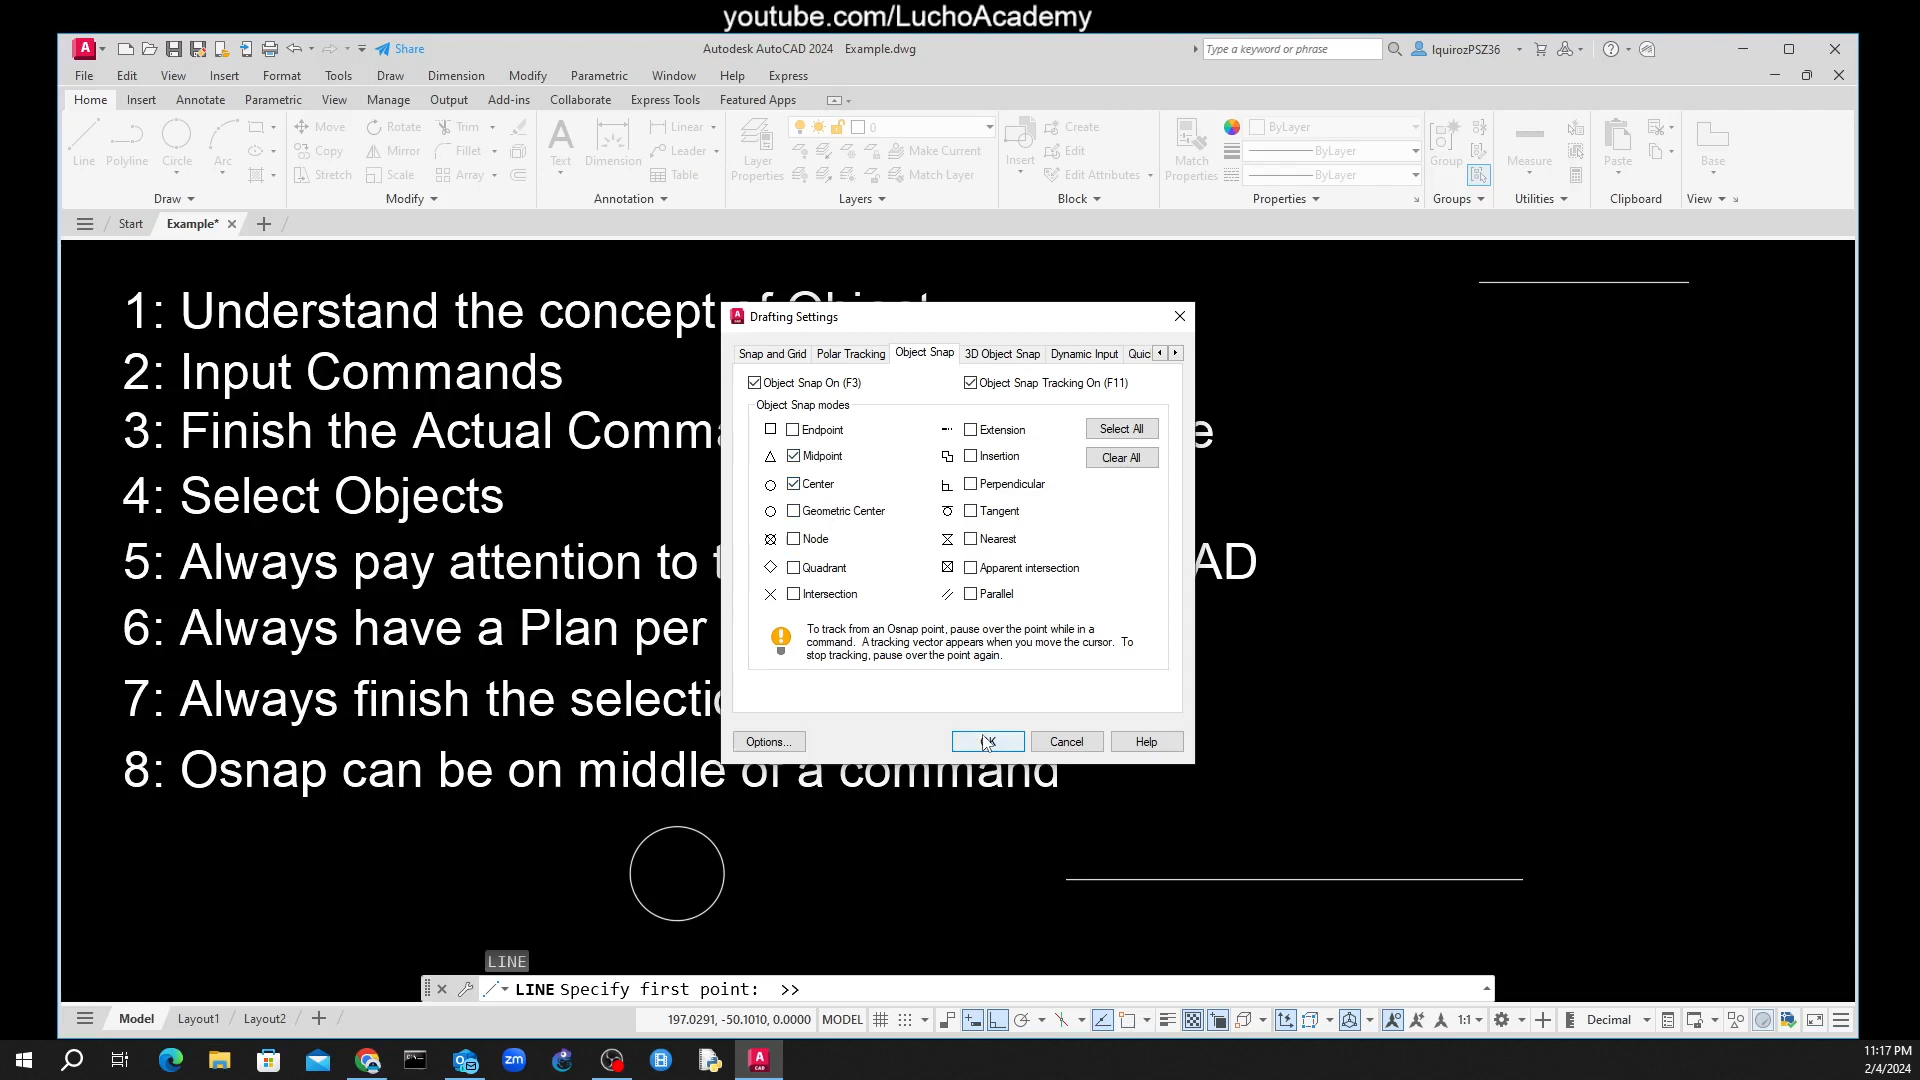 youtube.com/LuchoAcademy
Share
Autodesk AutoCAD 2024 Example.dwg
Type a keyword or phrase
lquirozPSZ36
File Edit View Insert Format Tools Draw Dimension Modify Parametric Window Help Express
Home Insert Annotate Parametric View Manage Output Add-ins Collaborate Express Tools Featured Apps
Line Polyline Circle Arc
Move Rotate Trim
Copy Mirror Fillet
Stretch Scale Array
Text Dimension
Linear
Leader
Table
Layer Properties
0
Make Current
Match Layer
Insert
Create
Edit
Edit Attributes
Match Properties
ByLayer
ByLayer
ByLayer
Group Measure Paste Base
Draw Modify Annotation Layers Block Properties Groups Utilities Clipboard View
Start Example*
1: Understand the concept of Object
2: Input Commands
3: Finish the Actual Comma e
4: Select Objects
5: Always pay attention to t AD
6: Always have a Plan per
7: Always finish the selectio
8: Osnap can be on middle of a command
Drafting Settings
Snap and Grid Polar Tracking Object Snap 3D Object Snap Dynamic Input Quic
Object Snap On (F3) Object Snap Tracking On (F11)
Object Snap modes
Endpoint Extension Select All
Midpoint Insertion Clear All
Center Perpendicular
Geometric Center Tangent
Node Nearest
Quadrant Apparent intersection
Intersection Parallel
To track from an Osnap point, pause over the point while in a
command. A tracking vector appears when you move the cursor. To
stop tracking, pause over the point again.
Options... Cancel Help
LINE
LINE Specify first point: >>
Model Layout1 Layout2
197.0291, -50.1010, 0.0000 MODEL 1:1 Decimal
11:17 PM
2/4/2024